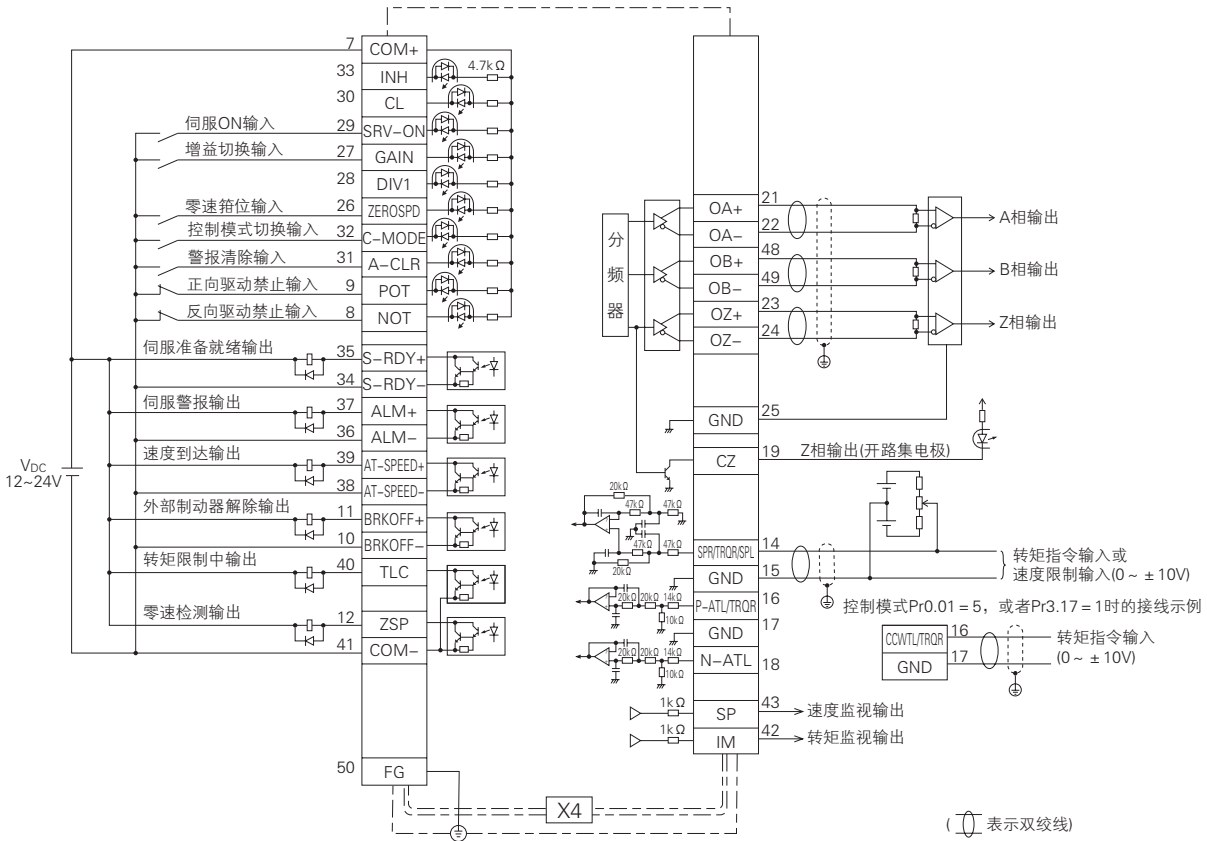 7 COM+
33 INH 4.7kΩ
30 CL
伺服ON输入 29 SRV-ON
增益切换输入 27 GAIN
28 DIV1
零速箝位输入 26 ZEROSPD
控制模式切换输入 32 C-MODE
警报清除输入 31 A-CLR
正向驱动禁止输入 9 POT
反向驱动禁止输入 8 NOT
伺服准备就绪输出 35 S-RDY+
34 S-RDY-
伺服警报输出 37 ALM+
36 ALM-
速度到达输出 39 AT-SPEED+
38 AT-SPEED-
外部制动器解除输出 11 BRKOFF+
10 BRKOFF-
转矩限制中输出 40 TLC
零速检测输出 12 ZSP
41 COM-
50 FG
VDC
12~24V
X4
分频器
OA+ 21 A相输出
OA- 22
OB+ 48 B相输出
OB- 49
OZ+ 23 Z相输出
OZ- 24
GND 25
CZ 19 Z相输出(开路集电极)
20kΩ
47kΩ 47kΩ
47kΩ 47kΩ
20kΩ
SPR/TRQR/SPL 14 转矩指令输入或
GND 15 速度限制输入(0~ ±10V)
20kΩ 20kΩ 14kΩ P-ATL/TRQR 16
10kΩ
GND 17
20kΩ 20kΩ 14kΩ N-ATL 18
10kΩ
控制模式Pr0.01=5，或者Pr3.17=1时的接线示例
CCWTL/TRQR 16 转矩指令输入
GND 17 (0~ ±10V)
1kΩ SP 43 速度监视输出
1kΩ IM 42 转矩监视输出
( 表示双绞线)